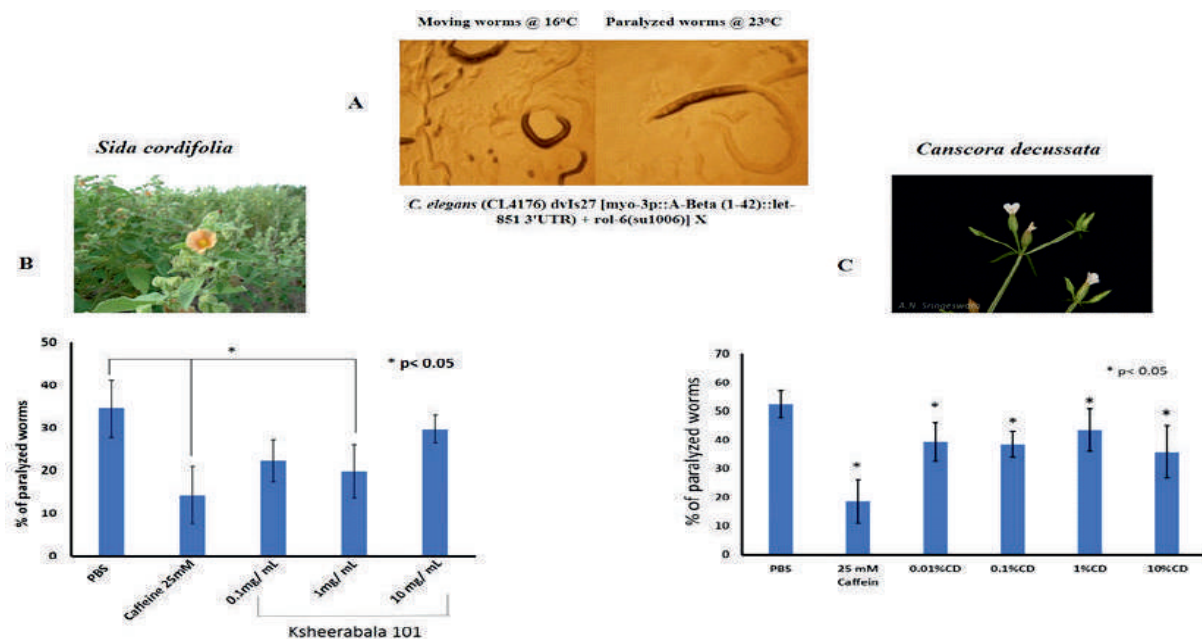 Moving worms @ 16°C
Paralyzed worms @ 23°C
A
C. elegans (CL4176) dvIs27 [myo-3p::A-Beta (1-42)::let-
851 3'UTR) + rol-6(su1006)] X
Sida cordifolia
B
50
40
30
20
10
0
% of paralyzed worms
*
* p< 0.05
PBS
Caffeine 25mM
0.1mg/ mL
1mg/ mL
10 mg/ mL
Ksheerabala 101
Canscora decussata
C
A.N. Sringeswara
70
60
50
40
30
20
10
0
% of paralyzed worms
* p< 0.05
*
*
*
*
*
PBS
25 mM
Caffein
0.01%CD
0.1%CD
1%CD
10%CD